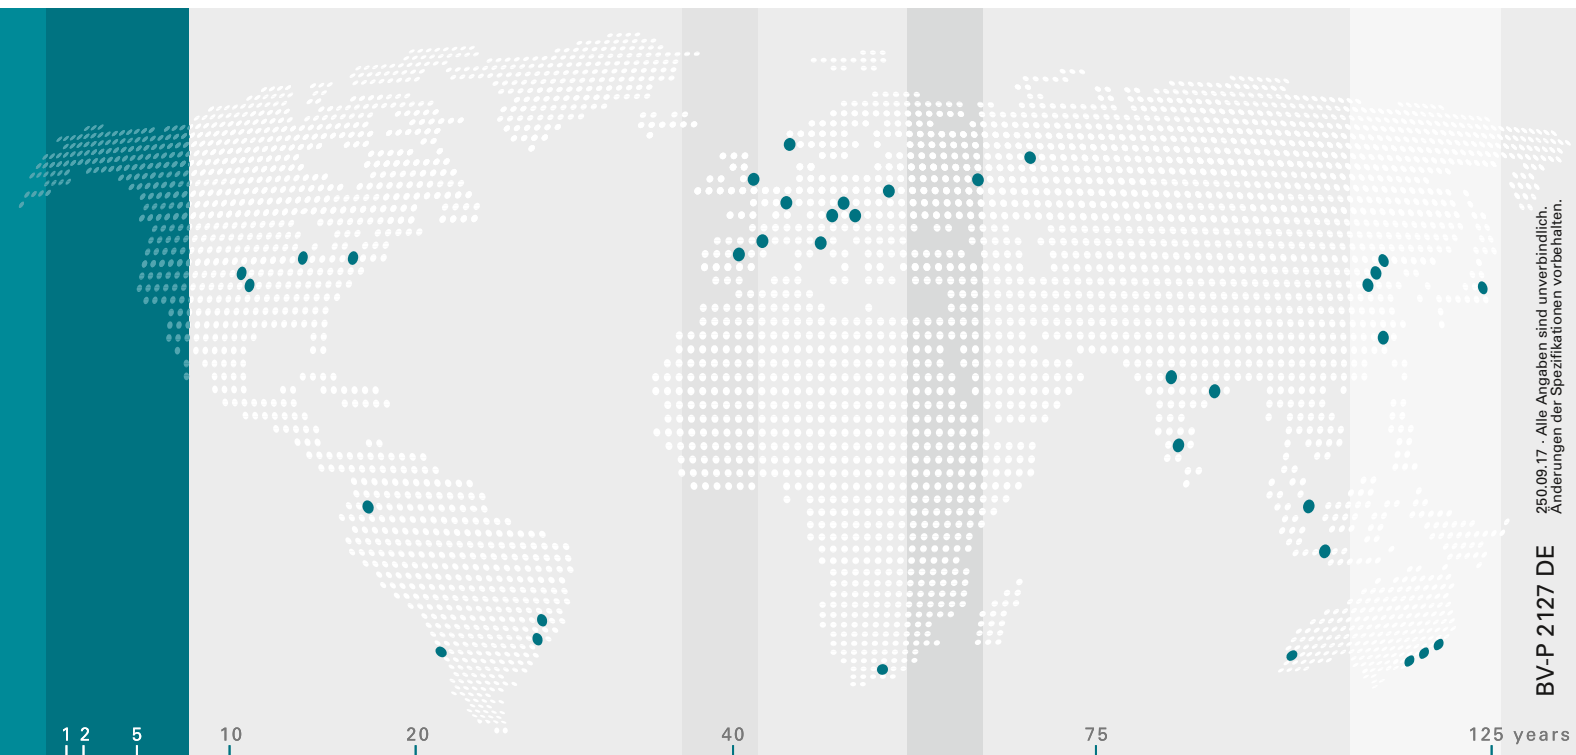 250.09.17 · Alle Angaben sind unverbindlich.
Änderungen der Spezifikationen vorbehalten.
BV-P 2127 DE
1 2 5 10 20 40 75 125 years